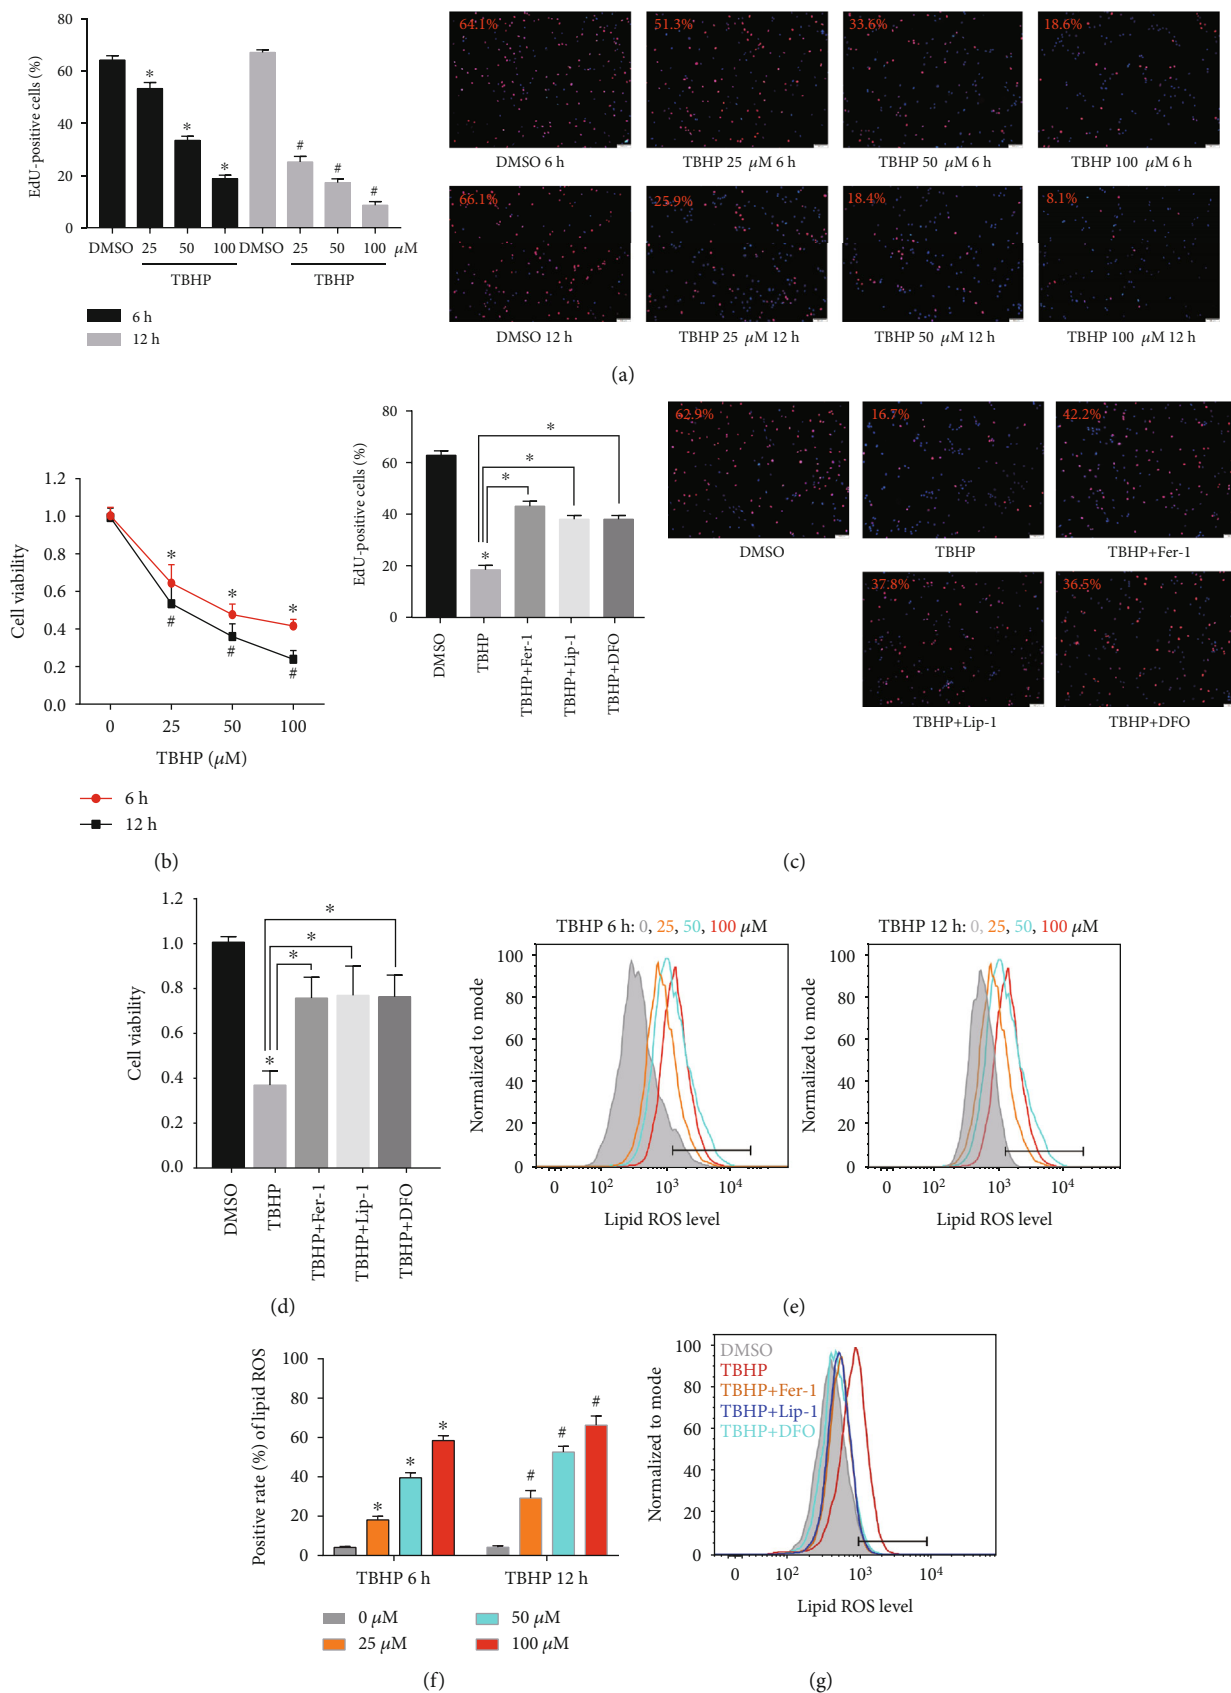 80
60
40
20
0
EdU-positive cells (%)
* * * # # #
DMSO 25 50 100 DMSO 25 50 100 μM
TBHP TBHP
6 h
12 h
64.1% 51.3% 33.6% 18.6%
DMSO 6 h TBHP 25 μM 6 h TBHP 50 μM 6 h TBHP 100 μM 6 h
66.1% 25.9% 18.4% 8.1%
DMSO 12 h TBHP 25 μM 12 h TBHP 50 μM 12 h TBHP 100 μM 12 h
(a)
1.2
1.0
0.8
0.6
0.4
0.2
0.0
Cell viability
* * *
# # #
0 25 50 100
TBHP (μM)
6 h
12 h
(b)
80
60
40
20
0
EdU-positive cells (%)
*
*
*
*
DMSO
TBHP
TBHP+Fer-1
TBHP+Lip-1
TBHP+DFO
62.9% 16.7% 42.2%
DMSO TBHP TBHP+Fer-1
37.8% 36.5%
TBHP+Lip-1 TBHP+DFO
(c)
1.2
1.0
0.8
0.6
0.4
0.2
0.0
Cell viability
*
*
*
*
DMSO
TBHP
TBHP+Fer-1
TBHP+Lip-1
TBHP+DFO
(d)
TBHP 6 h: 0, 25, 50, 100 μM
100
80
60
40
20
0
Normalized to mode
0 10² 10³ 10⁴
Lipid ROS level
TBHP 12 h: 0, 25, 50, 100 μM
100
80
60
40
20
0
Normalized to mode
0 10² 10³ 10⁴
Lipid ROS level
(e)
100
80
60
40
20
0
Positive rate (%) of lipid ROS
* * * # # #
TBHP 6 h TBHP 12 h
0 μM 50 μM
25 μM 100 μM
(f)
100
80
60
40
20
0
Normalized to mode
DMSO
TBHP
TBHP+Fer-1
TBHP+Lip-1
TBHP+DFO
0 10² 10³ 10⁴
Lipid ROS level
(g)